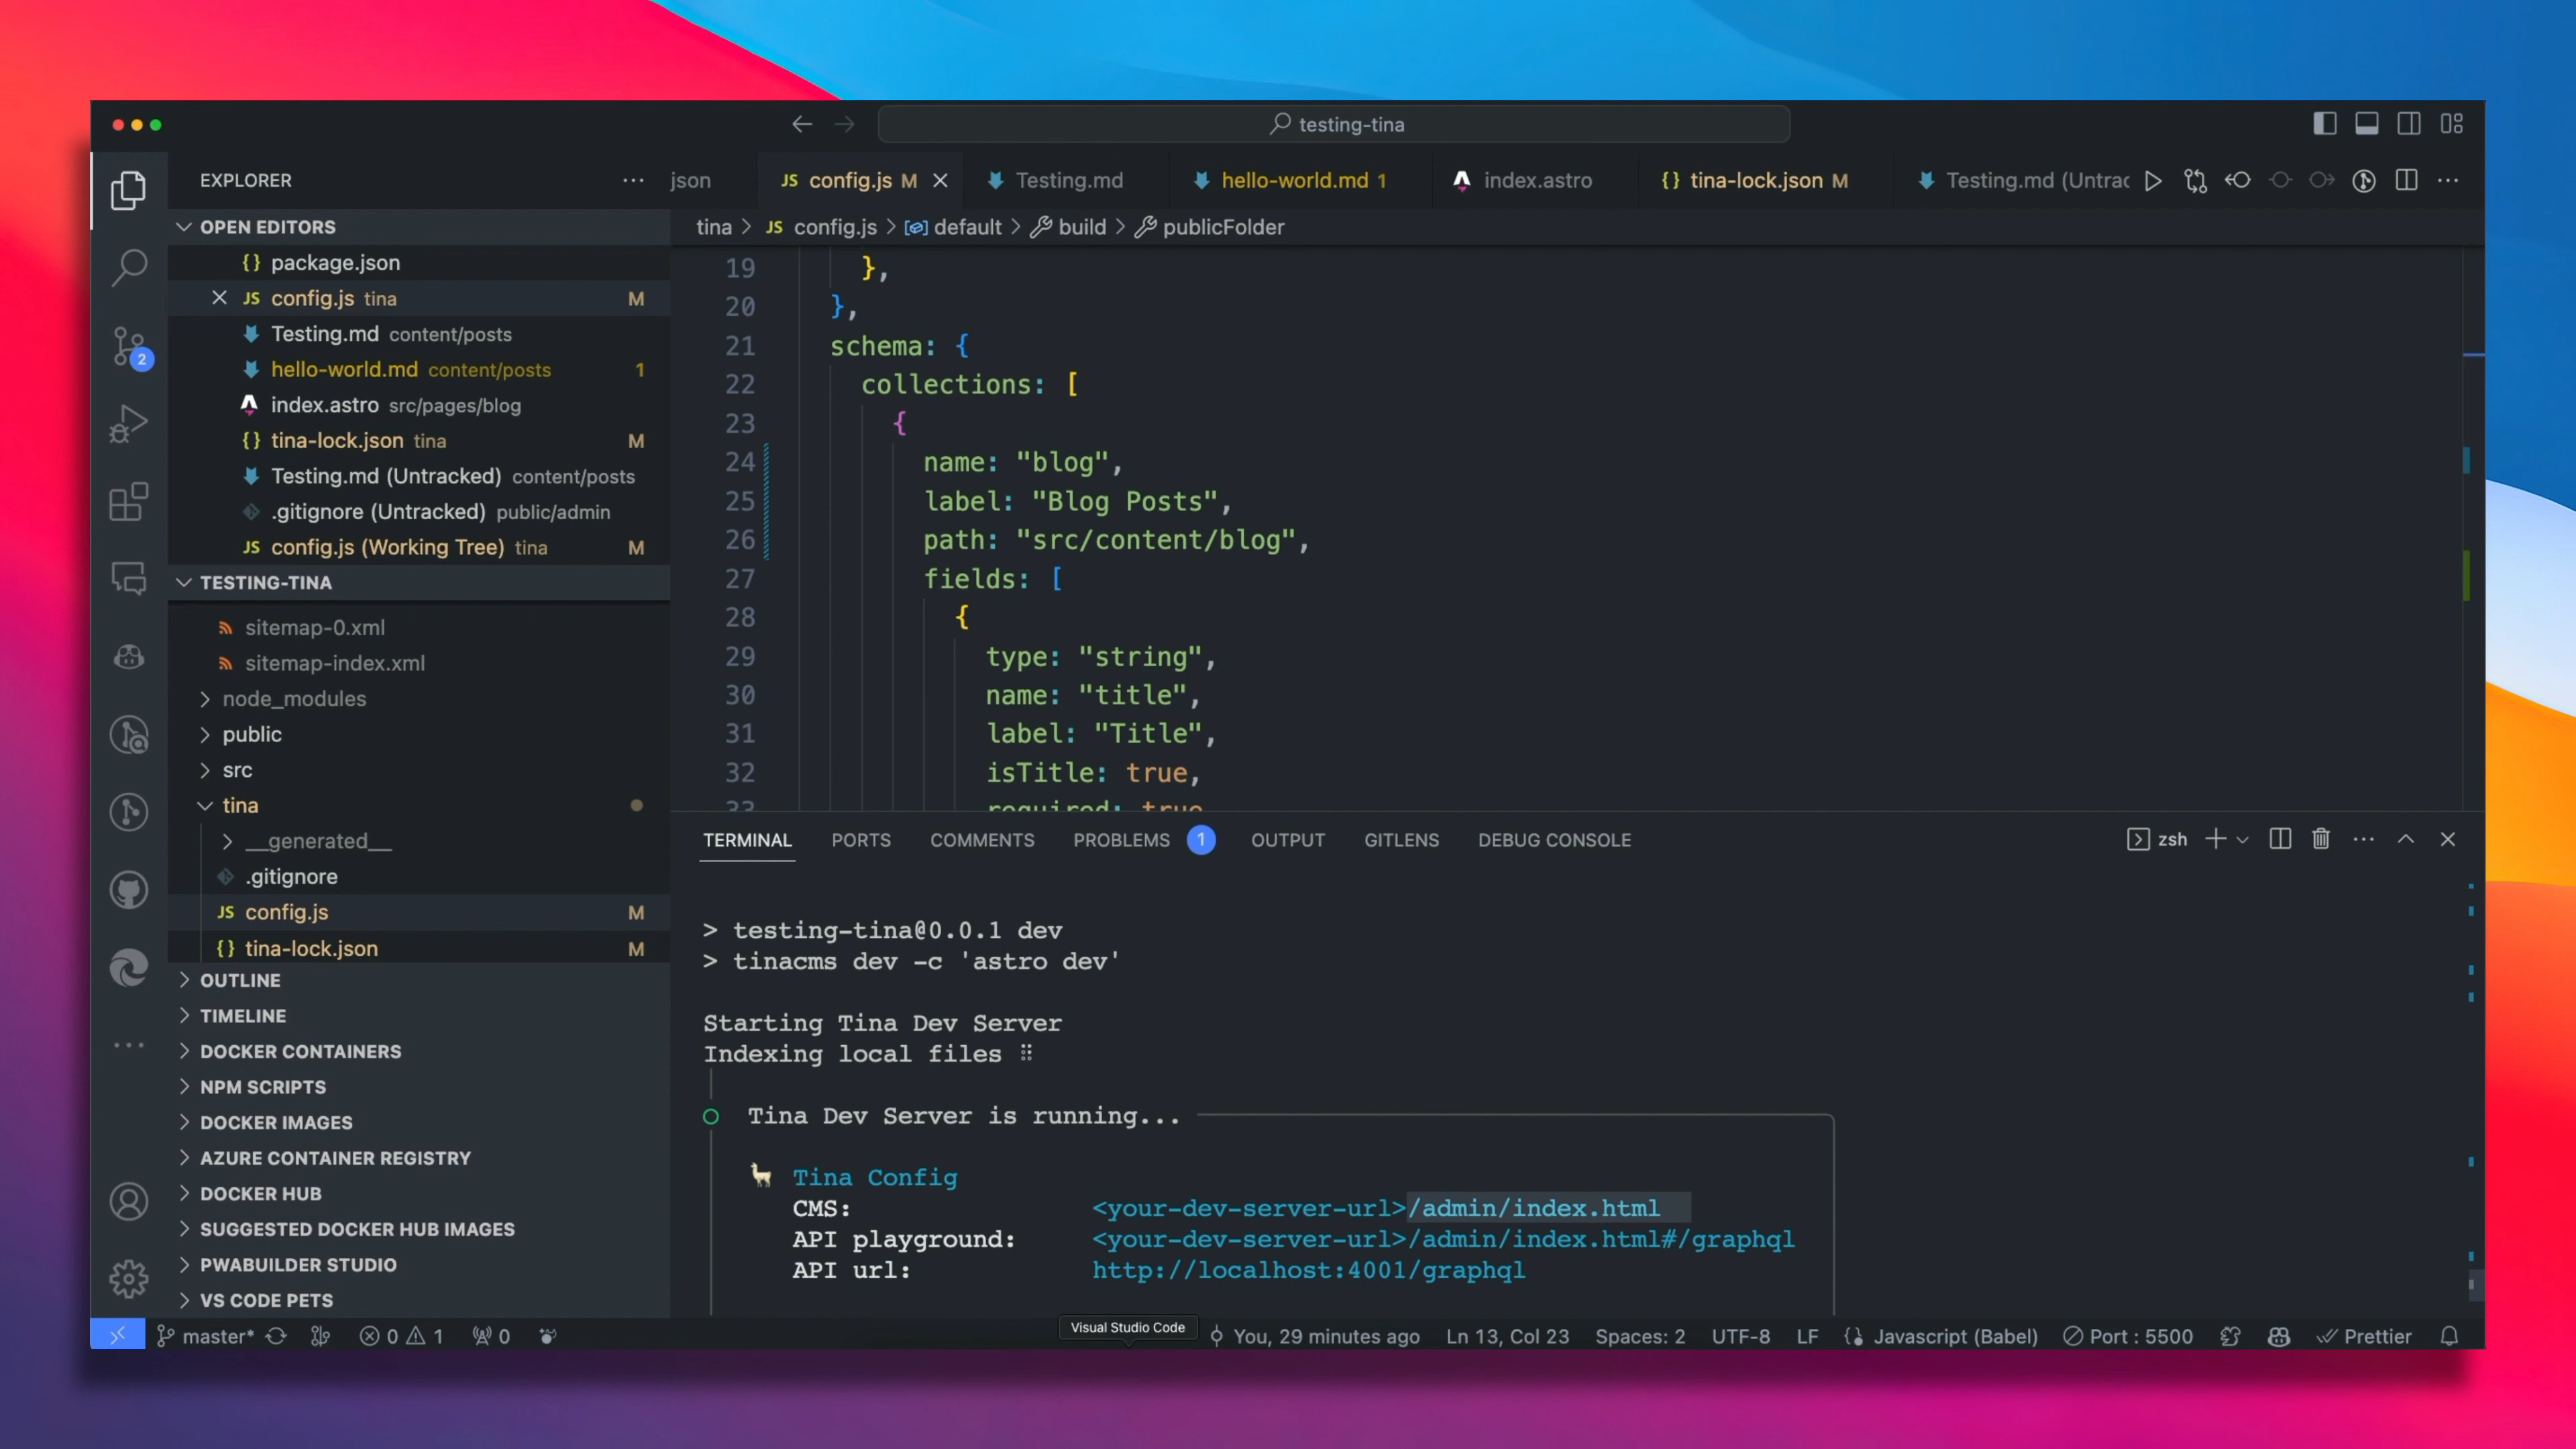 testing-tina
EXPLORER
json
JS config.js M
Testing.md
hello-world.md 1
index.astro
{} tina-lock.json M
Testing.md (Untrac
OPEN EDITORS
tina > JS config.js > default > build > publicFolder
{} package.json
JS config.js tina M
Testing.md content/posts
hello-world.md content/posts 1
index.astro src/pages/blog
{} tina-lock.json tina M
Testing.md (Untracked) content/posts
.gitignore (Untracked) public/admin
JS config.js (Working Tree) tina M
2
TESTING-TINA
sitemap-0.xml
sitemap-index.xml
node_modules
public
src
tina
__generated__
.gitignore
JS config.js M
{} tina-lock.json M
OUTLINE
TIMELINE
DOCKER CONTAINERS
NPM SCRIPTS
DOCKER IMAGES
AZURE CONTAINER REGISTRY
DOCKER HUB
SUGGESTED DOCKER HUB IMAGES
PWABUILDER STUDIO
VS CODE PETS
19 },
20 },
21 schema: {
22 collections: [
23 {
24 name: "blog",
25 label: "Blog Posts",
26 path: "src/content/blog",
27 fields: [
28 {
29 type: "string",
30 name: "title",
31 label: "Title",
32 isTitle: true,
33 required: true
TERMINAL PORTS COMMENTS PROBLEMS 1 OUTPUT GITLENS DEBUG CONSOLE
zsh
> testing-tina@0.0.1 dev
> tinacms dev -c 'astro dev'
Starting Tina Dev Server
Indexing local files
Tina Dev Server is running...
Tina Config
CMS: <your-dev-server-url>/admin/index.html
API playground: <your-dev-server-url>/admin/index.html#/graphql
API url: http://localhost:4001/graphql
Visual Studio Code
master* 0 1 0
You, 29 minutes ago Ln 13, Col 23 Spaces: 2 UTF-8 LF Javascript (Babel) Port : 5500 Prettier